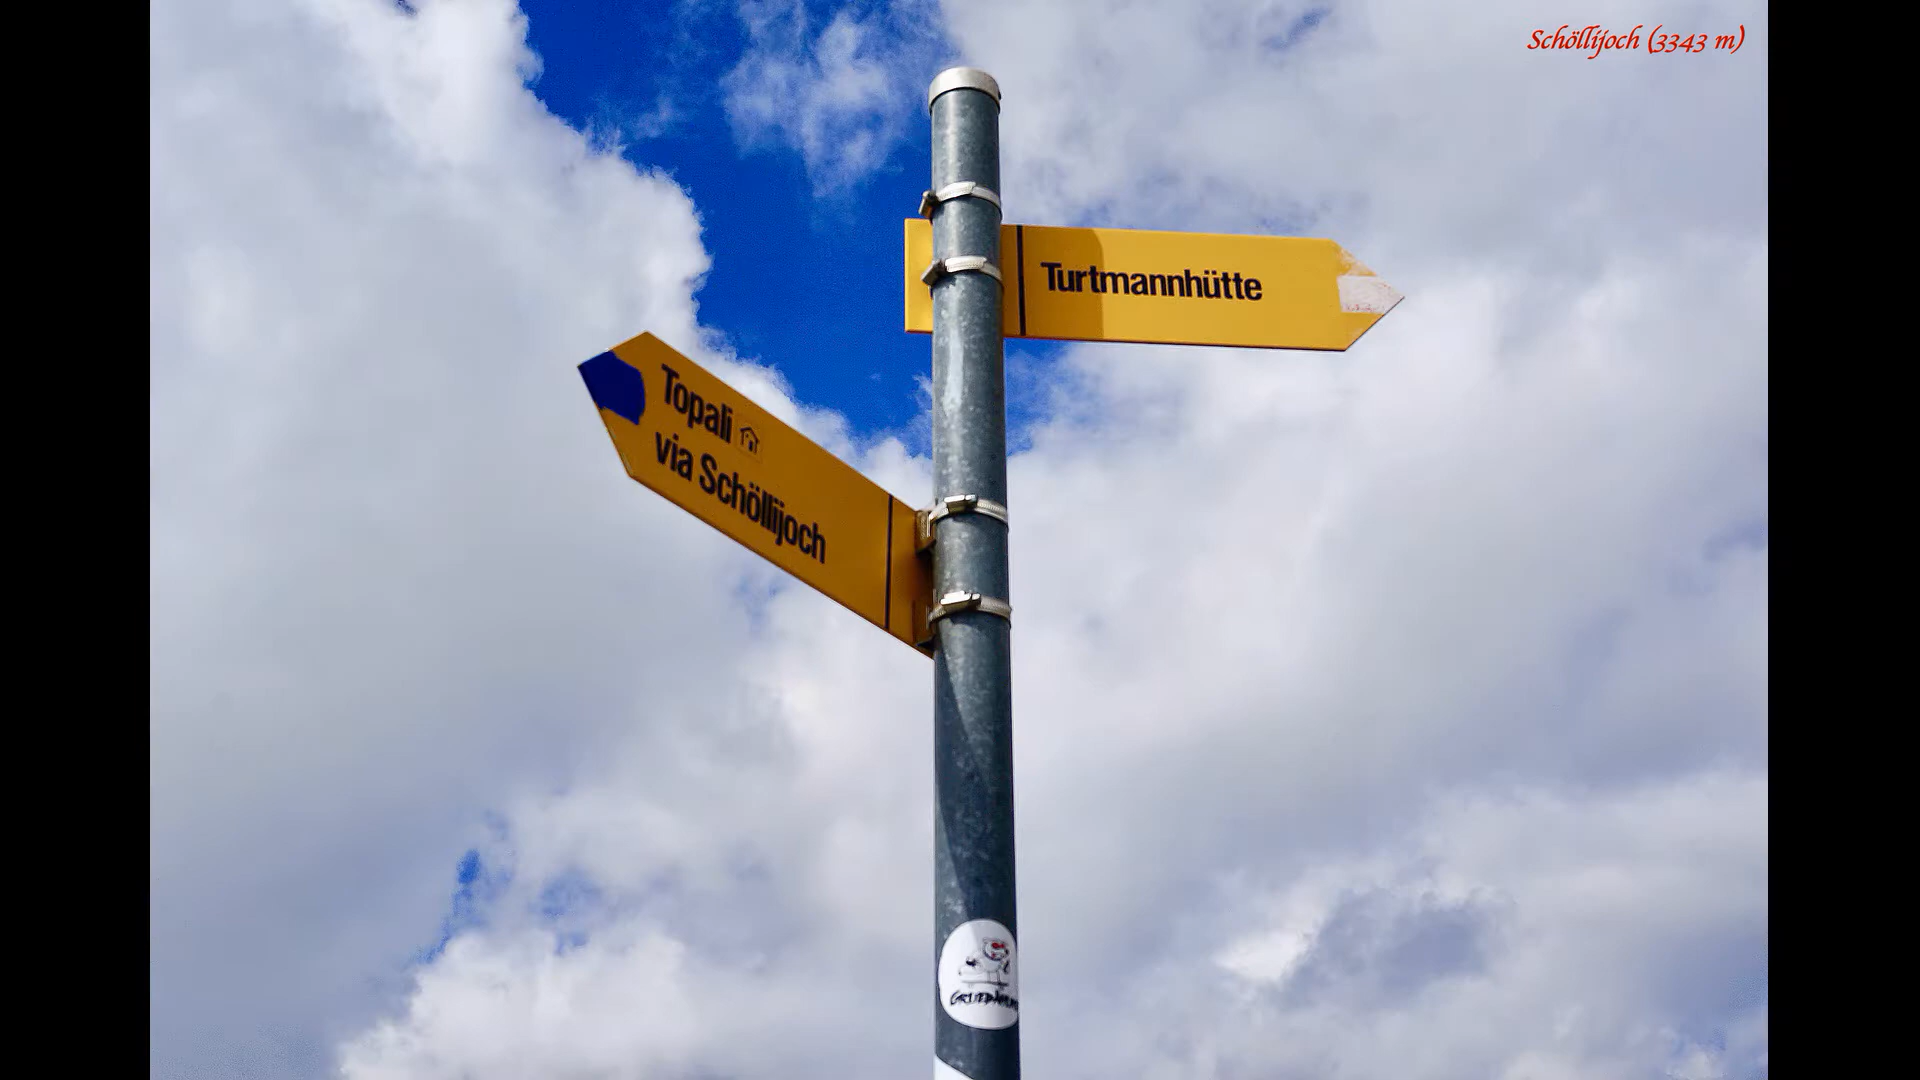 Schöllijoch (3343 m)
Turtmannhütte
Topali
via Schöllijoch